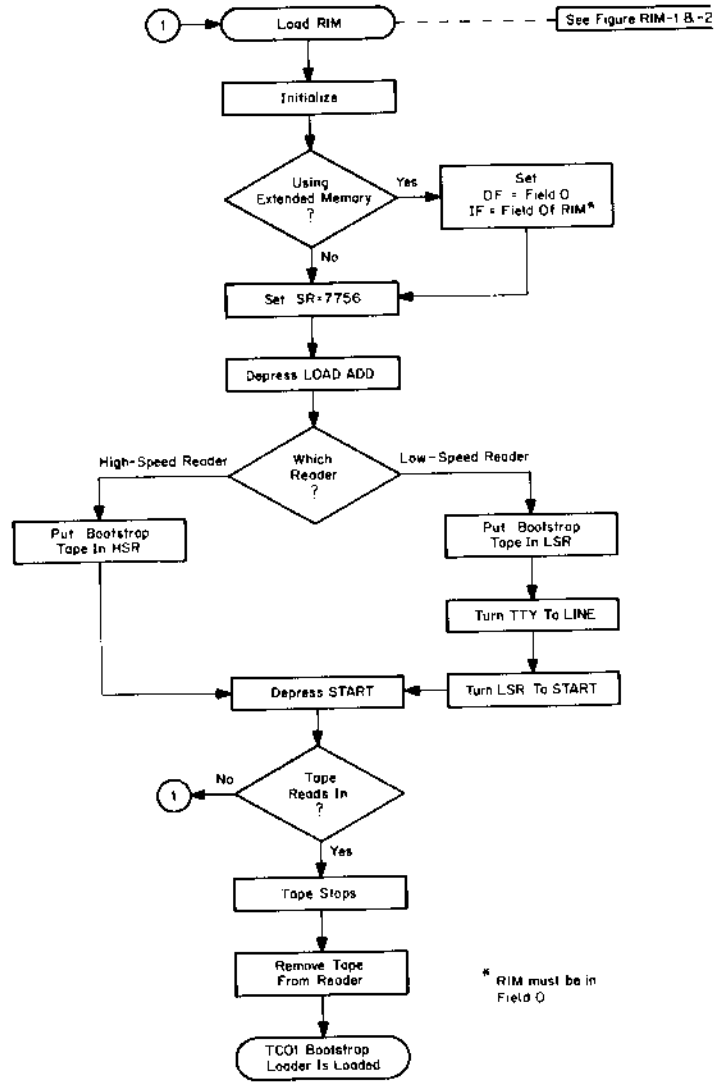 1
Load RIM
See Figure RIM-1 &-2
Initialize
Using
Extended Memory
?
Yes
Set
DF = Field 0
IF = Field Of RIM*
No
Set SR=7756
Depress LOAD ADD
High-Speed Reader
Which
Reader
?
Low-Speed Reader
Put Bootstrap
Tape In HSR
Put Bootstrap
Tape In LSR
Turn TTY To LINE
Depress START
Turn LSR To START
1
No
Tape
Reads In
?
Yes
Tape Stops
Remove Tape
From Reader
* RIM must be in
Field 0
TC01 Bootstrap
Loader Is Loaded